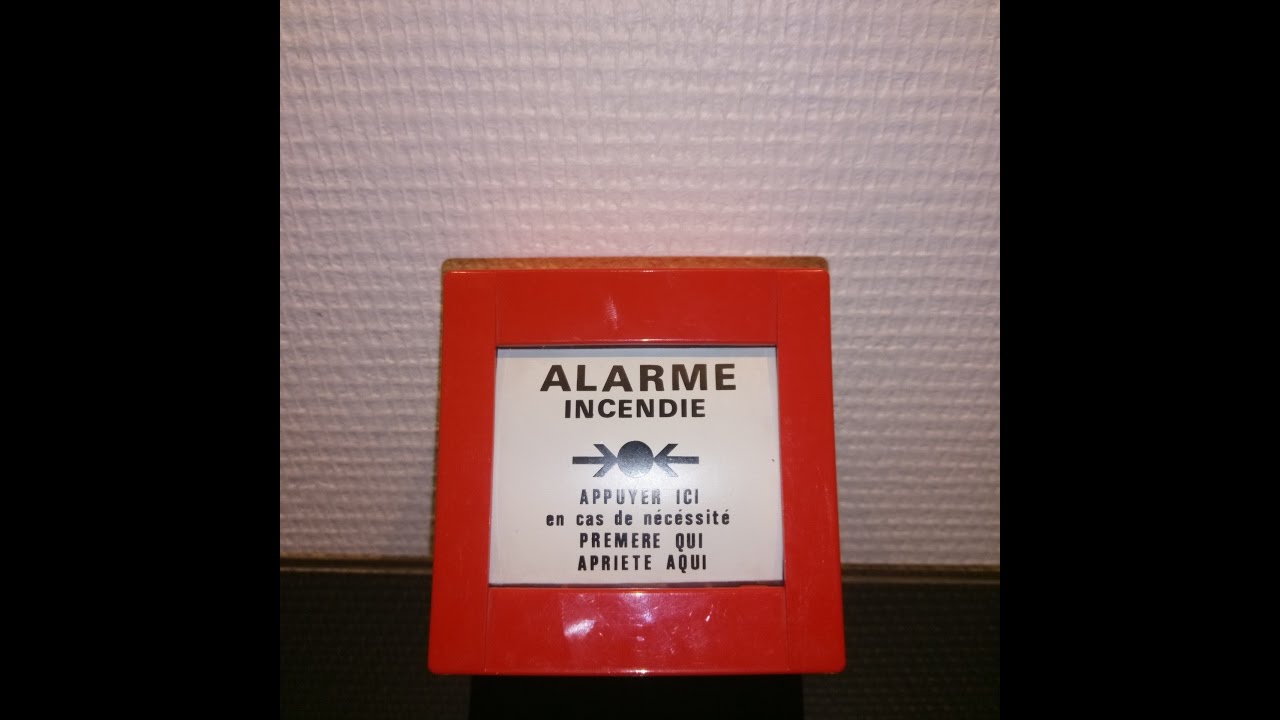 ALARME
INCENDIE
APPUYER ICI
en cas de nécéssité
PREMERE QUI
APRIETE AQUI